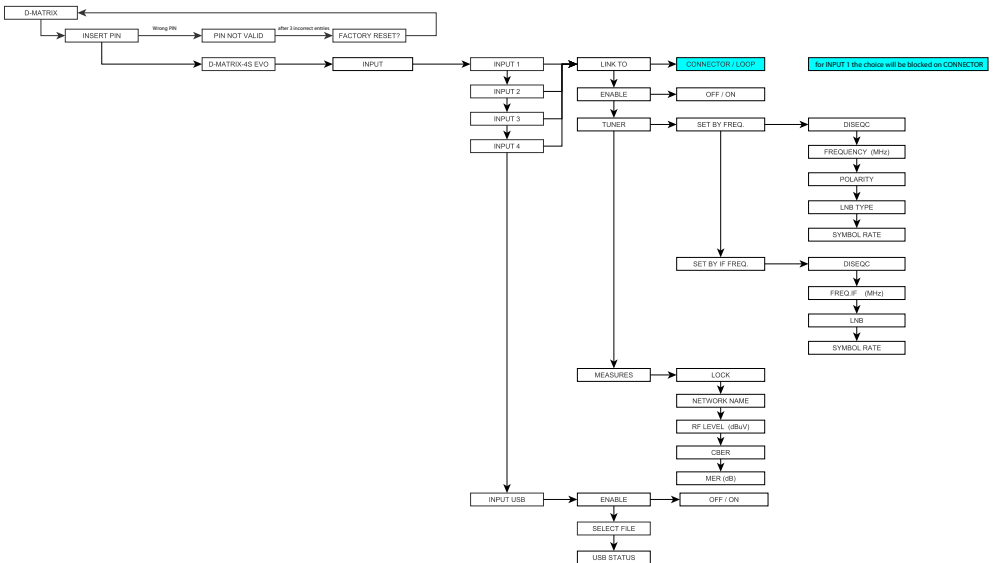 D-MATRIX
INSERT PIN
Wrong PIN
PIN NOT VALID
after 3 incorrect entries
FACTORY RESET?
D-MATRIX-4S EVO
INPUT
INPUT 1
LINK TO
CONNECTOR / LOOP
for INPUT 1 the choice will be blocked on CONNECTOR
INPUT 2
ENABLE
OFF / ON
INPUT 3
TUNER
SET BY FREQ.
DISEQC
INPUT 4
FREQUENCY (MHz)
POLARITY
LNB TYPE
SYMBOL RATE
SET BY IF FREQ.
DISEQC
FREQ.IF (MHz)
LNB
SYMBOL RATE
MEASURES
LOCK
NETWORK NAME
RF LEVEL (dBuV)
CBER
MER (dB)
INPUT USB
ENABLE
OFF / ON
SELECT FILE
USB STATUS